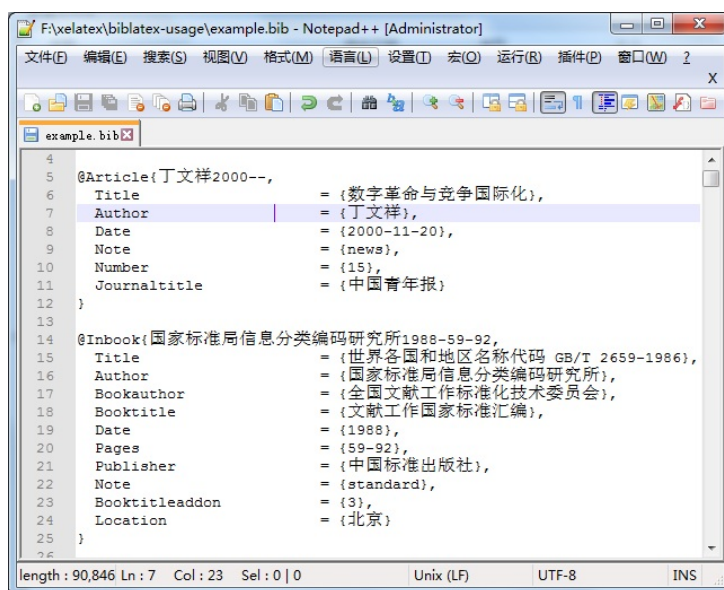 F:\xelatex\biblatex-usage\example.bib - Notepad++ [Administrator]
文件(F) 编辑(E) 搜索(S) 视图(V) 格式(M) 语言(L) 设置(T) 宏(O) 运行(R) 插件(P) 窗口(W) ?
X
example.bib
4
5 @Article{丁文祥2000--,
6 Title = {数字革命与竞争国际化},
7 Author = {丁文祥},
8 Date = {2000-11-20},
9 Note = {news},
10 Number = {15},
11 Journaltitle = {中国青年报}
12 }
13
14 @Inbook{国家标准局信息分类编码研究所1988-59-92,
15 Title = {世界各国和地区名称代码 GB/T 2659-1986},
16 Author = {国家标准局信息分类编码研究所},
17 Bookauthor = {全国文献工作标准化技术委员会},
18 Booktitle = {文献工作国家标准汇编},
19 Date = {1988},
20 Pages = {59-92},
21 Publisher = {中国标准出版社},
22 Note = {standard},
23 Booktitleaddon = {3},
24 Location = {北京}
25 }
26
length : 90,846 Ln : 7 Col : 23 Sel : 0 | 0 Unix (LF) UTF-8 INS